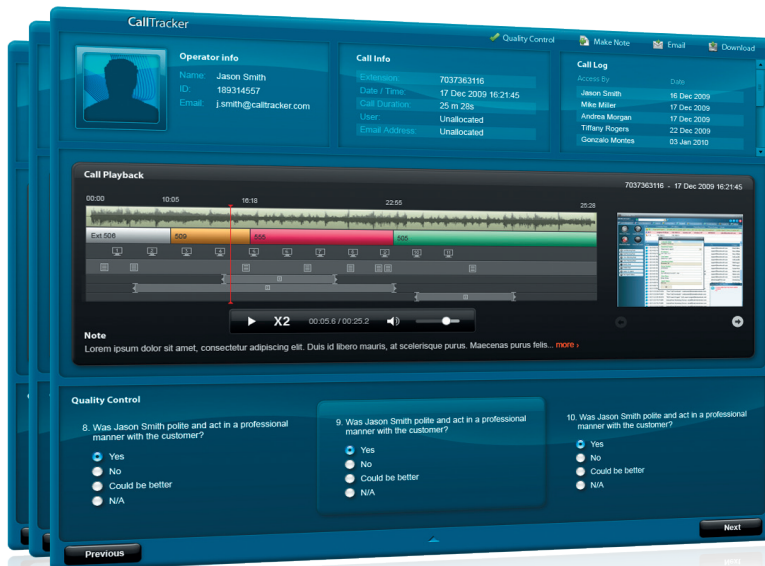 CallTracker
Quality Control
Make Note
Email
Download
Operator info
Name: Jason Smith
ID: 189314557
Email: j.smith@calltracker.com
Call Info
Extension: 7037363116
Date / Time: 17 Dec 2009 16:21:45
Call Duration: 25 m 28s
User: Unallocated
Email Address: Unallocated
Call Log
Access By: Date
Jason Smith 16 Dec 2009
Mike Miller 17 Dec 2009
Andrea Morgan 17 Dec 2009
Tiffany Rogers 22 Dec 2009
Gonzalo Montes 03 Jan 2010
Call Playback
7037363116 - 17 Dec 2009 16:21:45
00:00 10:05 16:18 22:55 25:28
Ext 506 509 555 505
X2 00:05.6 / 00:25.2
Note
Lorem ipsum dolor sit amet, consectetur adipiscing elit. Duis id libero mauris, at scelerisque purus. Maecenas purus felis... more ›
Quality Control
8. Was Jason Smith polite and act in a professional
manner with the customer?
Yes
No
Could be better
N/A
9. Was Jason Smith polite and act in a professional
manner with the customer?
Yes
No
Could be better
N/A
10. Was Jason Smith polite and act in a professional
manner with the customer?
Yes
No
Could be better
N/A
Previous
Next